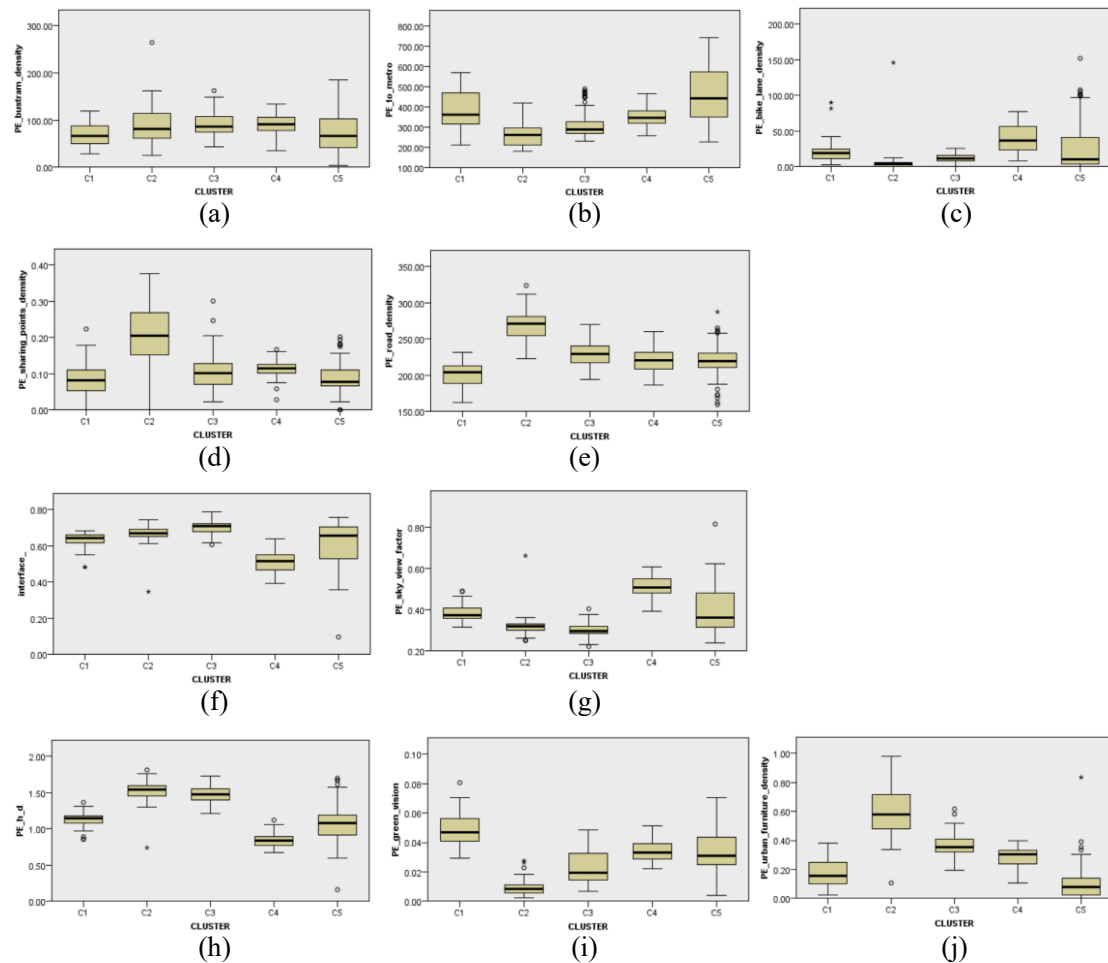 PE_bustram_density
300.00
200.00
100.00
0.00
C1 C2 C3 C4 C5
CLUSTER
(a)
PE_to_metro
800.00
700.00
600.00
500.00
400.00
300.00
200.00
100.00
C1 C2 C3 C4 C5
CLUSTER
(b)
PE_bike_lane_density
200.00
150.00
100.00
50.00
0.00
C1 C2 C3 C4 C5
CLUSTER
(c)
PE_sharing_points_density
0.40
0.30
0.20
0.10
0.00
C1 C2 C3 C4 C5
CLUSTER
(d)
PE_road_density
350.00
300.00
250.00
200.00
150.00
C1 C2 C3 C4 C5
CLUSTER
(e)
interface_
0.80
0.60
0.40
0.20
0.00
C1 C2 C3 C4 C5
CLUSTER
(f)
PE_sky_view_factor
0.80
0.60
0.40
0.20
C1 C2 C3 C4 C5
CLUSTER
(g)
PE_h_d
2.00
1.50
1.00
0.50
0.00
C1 C2 C3 C4 C5
CLUSTER
(h)
PE_green_vision
0.10
0.08
0.06
0.04
0.02
0.00
C1 C2 C3 C4 C5
CLUSTER
(i)
PE_urban_furniture_density
1.00
0.80
0.60
0.40
0.20
0.00
C1 C2 C3 C4 C5
CLUSTER
(j)